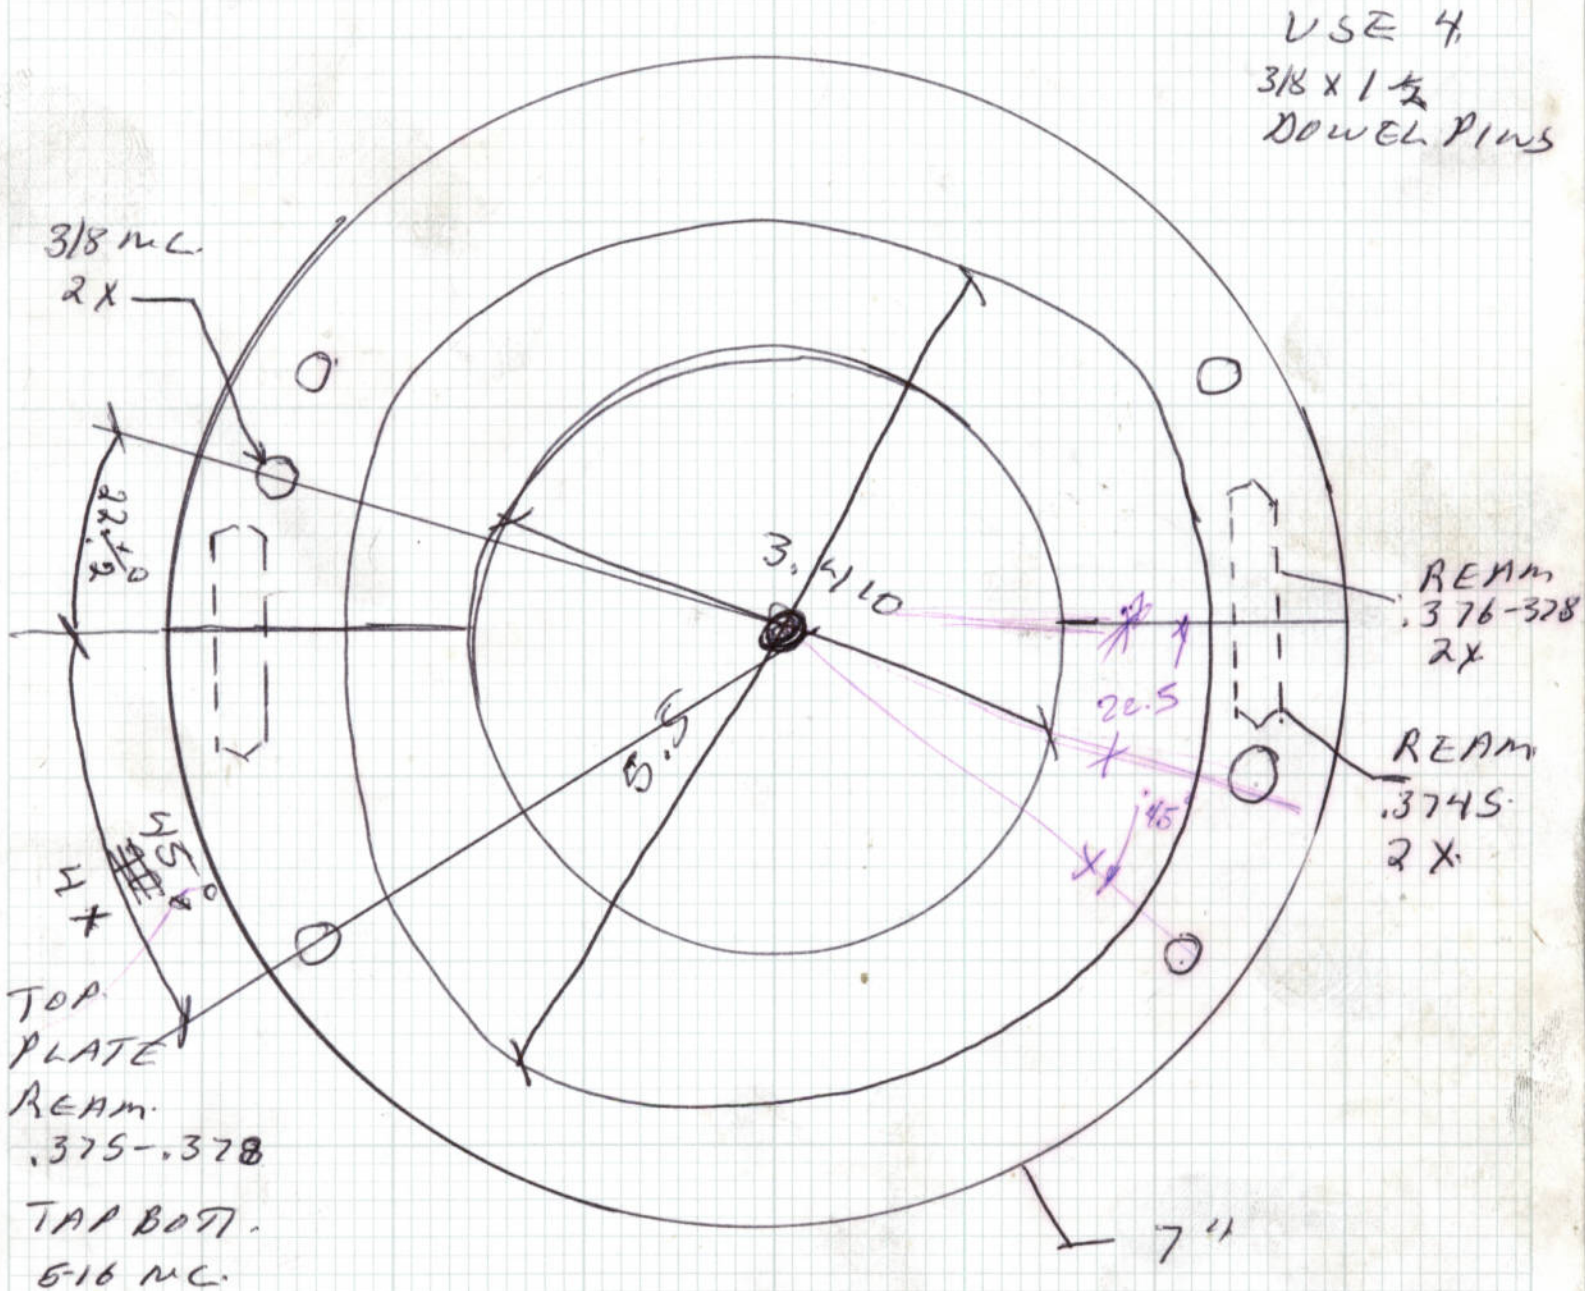 USE 4
3/8 X 1 1/2
DOWEL PINS
3/8 N.C.
2X
22 1/2°
3.410
5.5
22.5
45°
REAM
.376-378
2X
REAM
.3745
2X
45°
4X
TOP
PLATE
REAM
.375-.378
TAP BOTT.
5-16 N.C.
7"